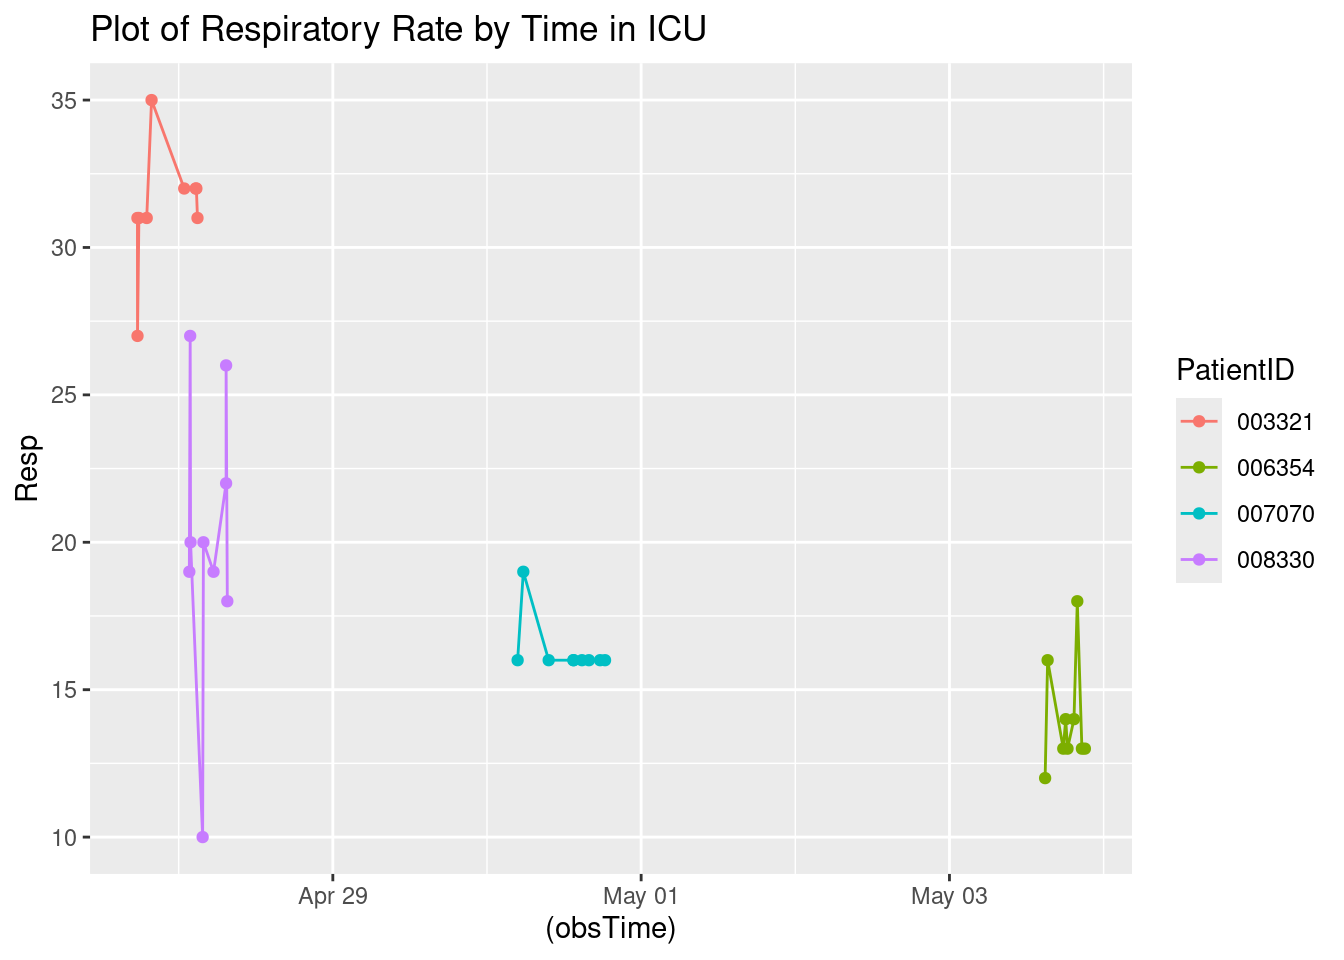 Plot of Respiratory Rate by Time in ICU
35
30
25
20
15
10
Resp
Apr 29
May 01
May 03
(obsTime)
PatientID
003321
006354
007070
008330